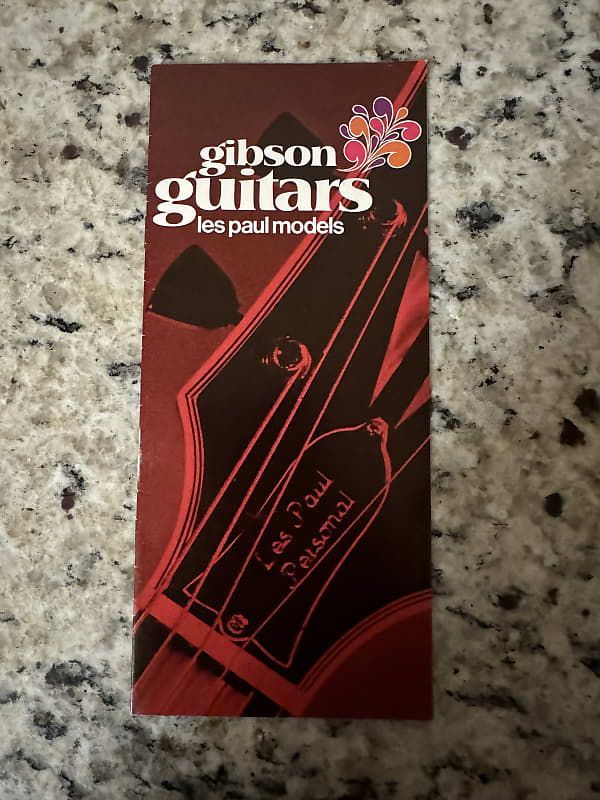 gibson
guitars
les paul models
Les Paul
Personal